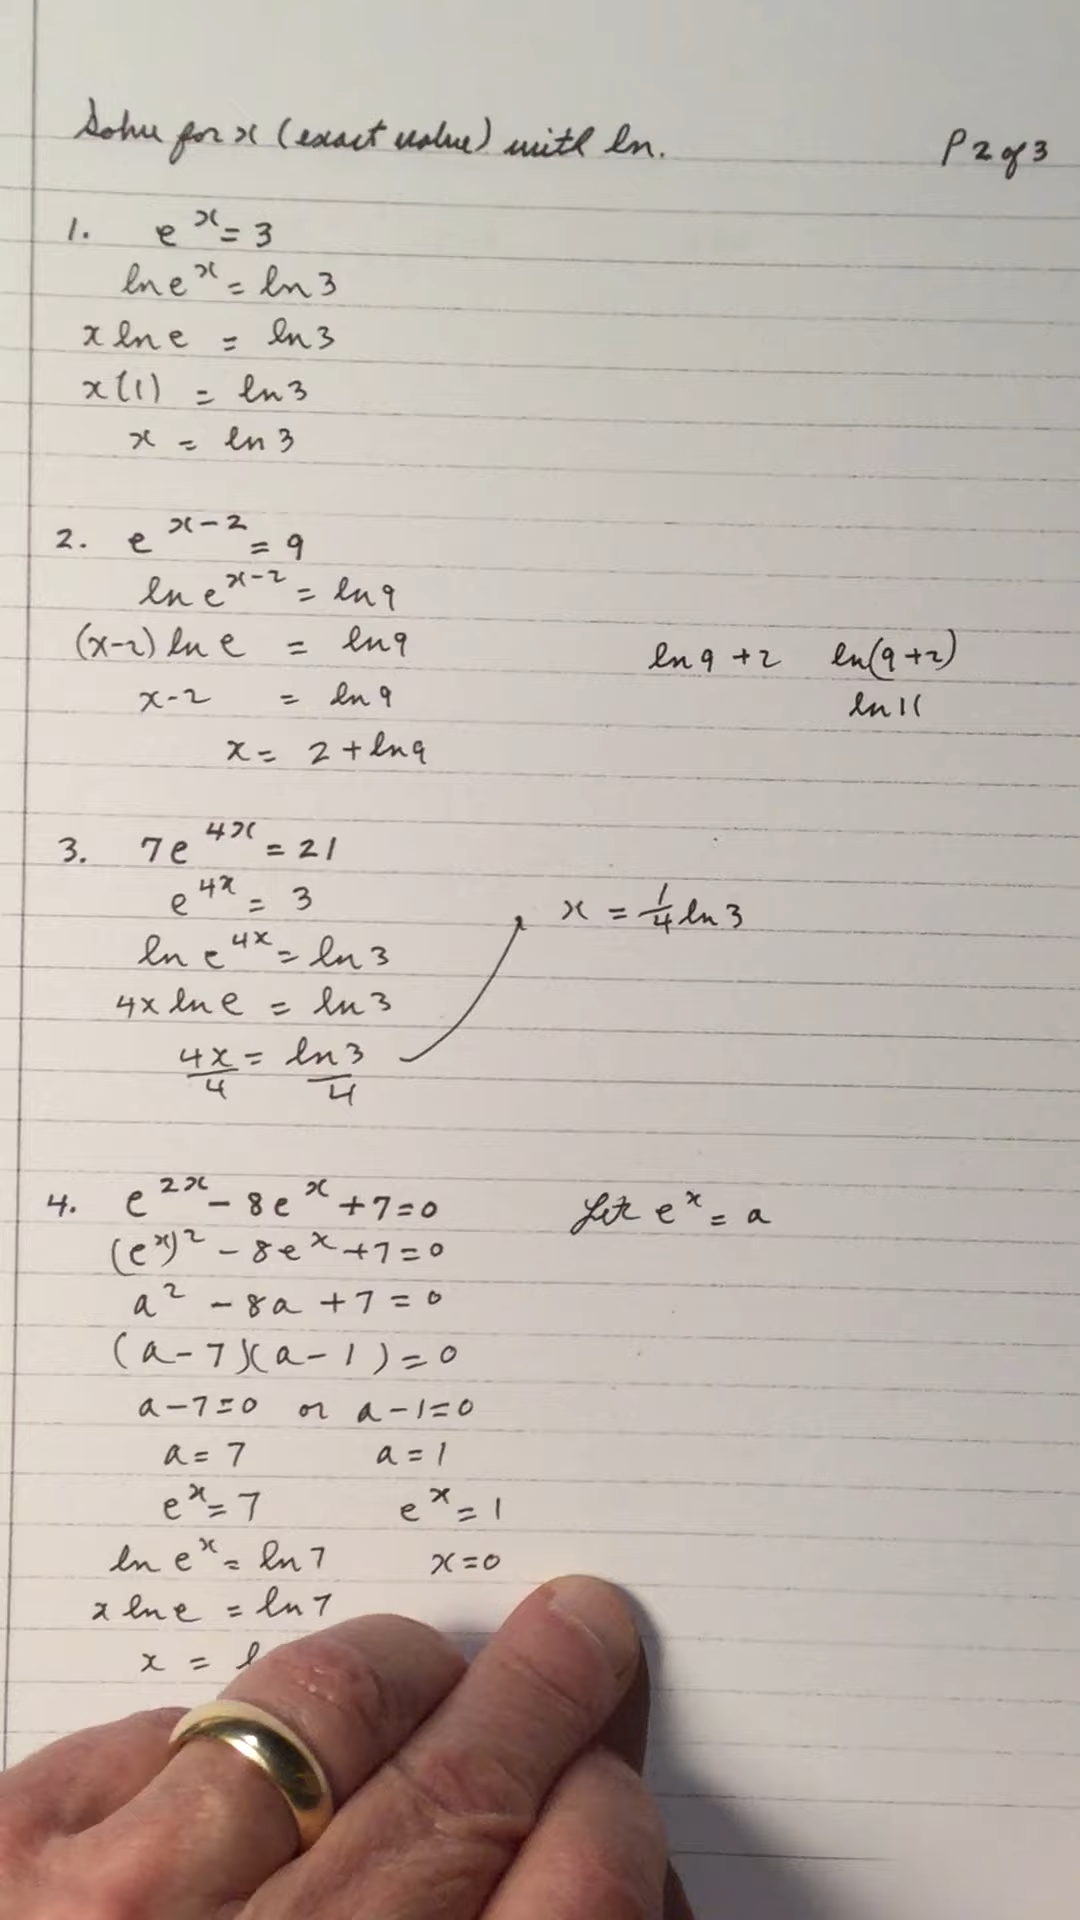 Solve for x (exact value) with ln.
P 2 of 3
1. e^x = 3
ln e^x = ln 3
x ln e = ln 3
x(1) = ln 3
x = ln 3
2. e^(x-2) = 9
ln e^(x-2) = ln 9
(x-2) ln e = ln 9
x-2 = ln 9
x = 2 + ln 9
ln 9 + 2 ln(9+2)
ln 11
3. 7e^(4x) = 21
e^(4x) = 3
ln e^(4x) = ln 3
4x ln e = ln 3
4x/4 = ln 3/4
x = 1/4 ln 3
4. e^(2x) - 8e^x + 7 = 0
Let e^x = a
(e^x)^2 - 8e^x + 7 = 0
a^2 - 8a + 7 = 0
(a-7)(a-1) = 0
a-7=0 or a-1=0
a = 7 a = 1
e^x = 7 e^x = 1
ln e^x = ln 7 x = 0
x ln e = ln 7
x =